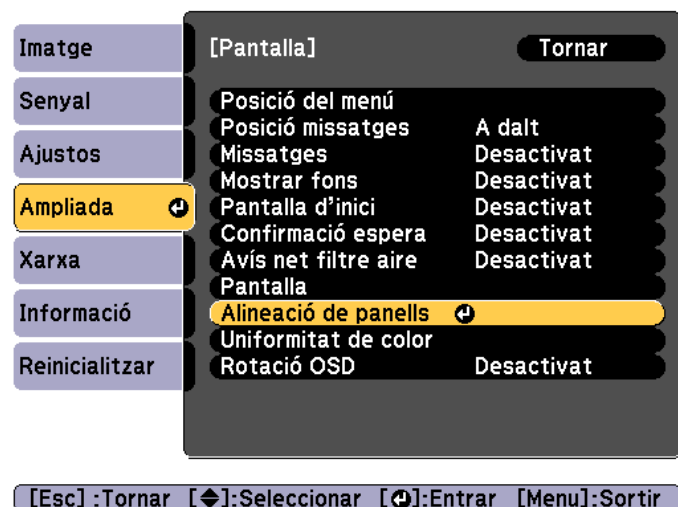 Imatge
Senyal
Ajustos
Ampliada
Xarxa
Informació
Reinicialitzar
[Pantalla] Tornar
Posició del menú
Posició missatges A dalt
Missatges Desactivat
Mostrar fons Desactivat
Pantalla d'inici Desactivat
Confirmació espera Desactivat
Avís net filtre aire Desactivat
Pantalla
Alineació de panells
Uniformitat de color
Rotació OSD Desactivat
[Esc] :Tornar [◆]:Seleccionar [↵]:Entrar [Menu]:Sortir